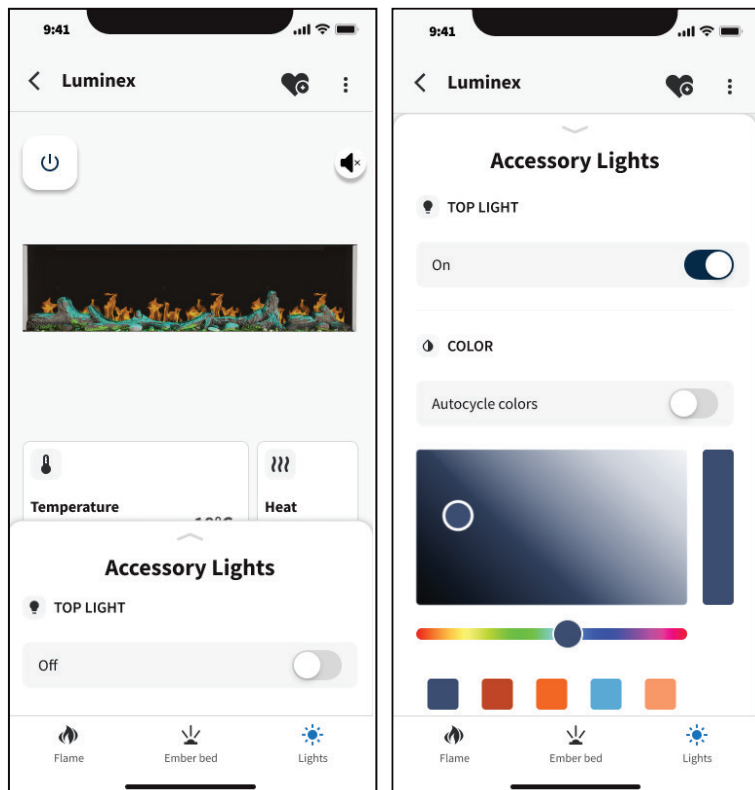 9:41
Luminex
Temperature
Heat
Accessory Lights
TOP LIGHT
Off
Flame
Ember bed
Lights
9:41
Luminex
Accessory Lights
TOP LIGHT
On
COLOR
Autocycle colors
Flame
Ember bed
Lights